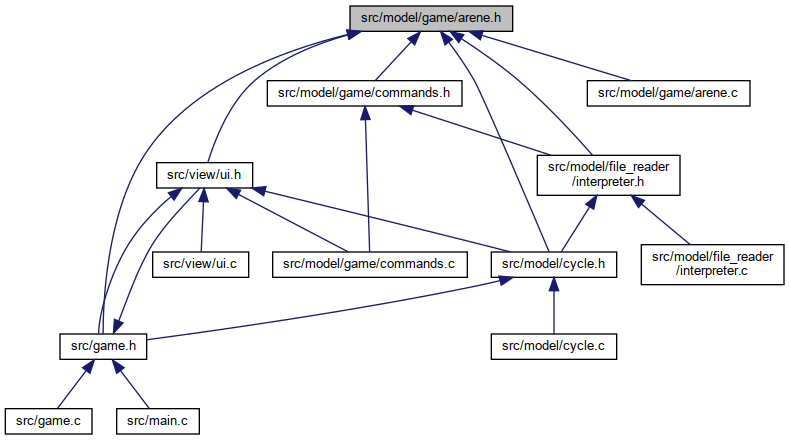 src/model/game/arene.h
src/model/game/commands.h
src/model/game/arene.c
src/view/ui.h
src/model/file_reader
/interpreter.h
src/view/ui.c
src/model/game/commands.c
src/model/cycle.h
src/model/file_reader
/interpreter.c
src/game.h
src/model/cycle.c
src/game.c
src/main.c